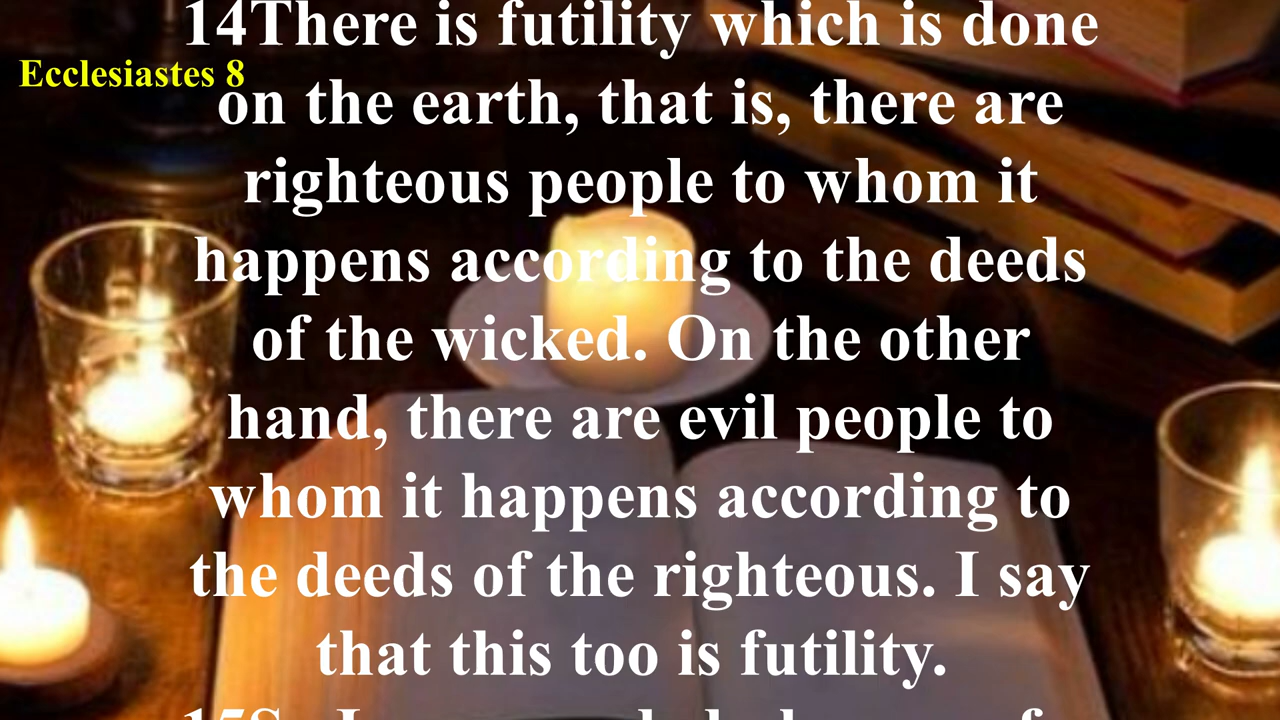 14There is futility which is done
Ecclesiastes 8
on the earth, that is, there are
righteous people to whom it
happens according to the deeds
of the wicked. On the other
hand, there are evil people to
whom it happens according to
the deeds of the righteous. I say
that this too is futility.